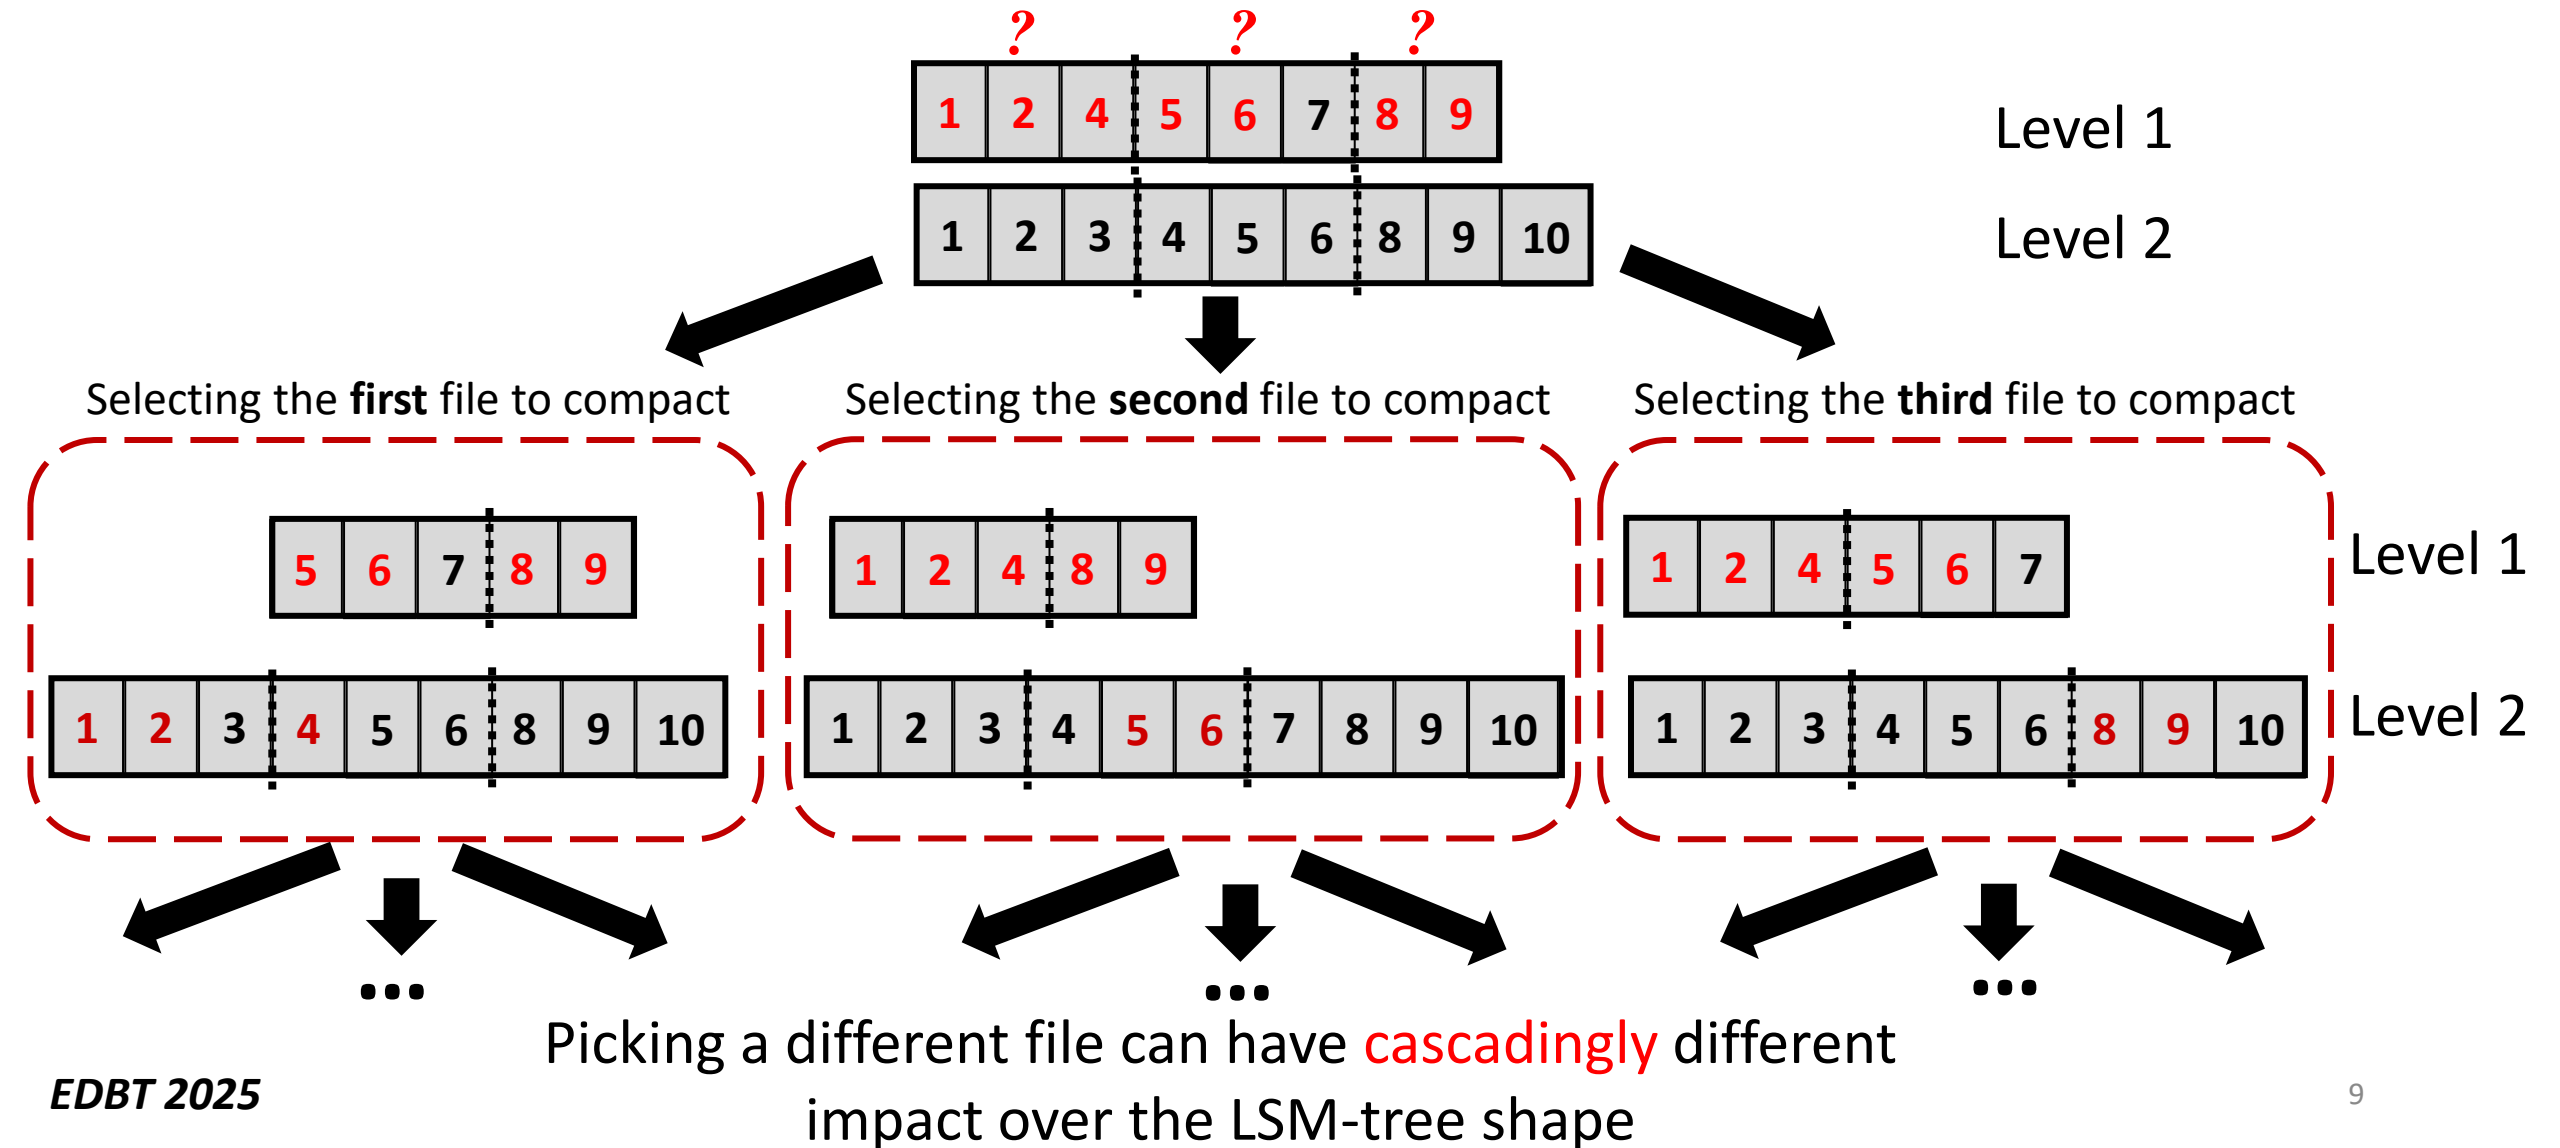 ? ? ?
1 2 4 5 6 7 8 9
Level 1
1 2 3 4 5 6 8 9 10
Level 2
Selecting the first file to compact
Selecting the second file to compact
Selecting the third file to compact
5 6 7 8 9
1 2 4 8 9
1 2 4 5 6 7
Level 1
1 2 3 4 5 6 8 9 10
1 2 3 4 5 6 7 8 9 10
1 2 3 4 5 6 8 9 10
Level 2
...
...
...
Picking a different file can have cascadingly different
impact over the LSM-tree shape
EDBT 2025
9